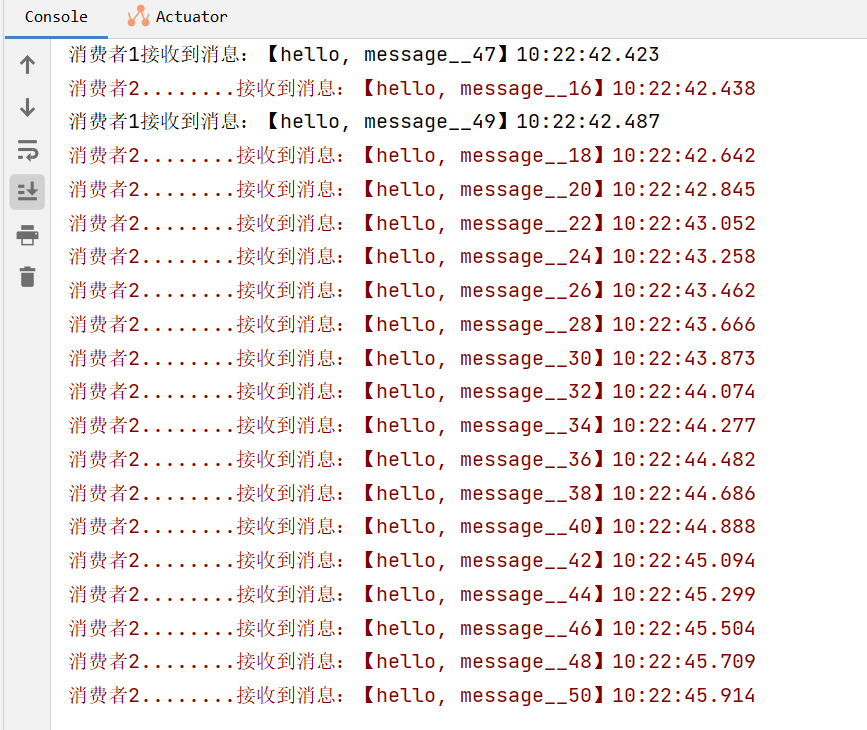 Console Actuator
消费者1接收到消息：【hello, message__47】10:22:42.423
消费者2........接收到消息：【hello, message__16】10:22:42.438
消费者1接收到消息：【hello, message__49】10:22:42.487
消费者2........接收到消息：【hello, message__18】10:22:42.642
消费者2........接收到消息：【hello, message__20】10:22:42.845
消费者2........接收到消息：【hello, message__22】10:22:43.052
消费者2........接收到消息：【hello, message__24】10:22:43.258
消费者2........接收到消息：【hello, message__26】10:22:43.462
消费者2........接收到消息：【hello, message__28】10:22:43.666
消费者2........接收到消息：【hello, message__30】10:22:43.873
消费者2........接收到消息：【hello, message__32】10:22:44.074
消费者2........接收到消息：【hello, message__34】10:22:44.277
消费者2........接收到消息：【hello, message__36】10:22:44.482
消费者2........接收到消息：【hello, message__38】10:22:44.686
消费者2........接收到消息：【hello, message__40】10:22:44.888
消费者2........接收到消息：【hello, message__42】10:22:45.094
消费者2........接收到消息：【hello, message__44】10:22:45.299
消费者2........接收到消息：【hello, message__46】10:22:45.504
消费者2........接收到消息：【hello, message__48】10:22:45.709
消费者2........接收到消息：【hello, message__50】10:22:45.914